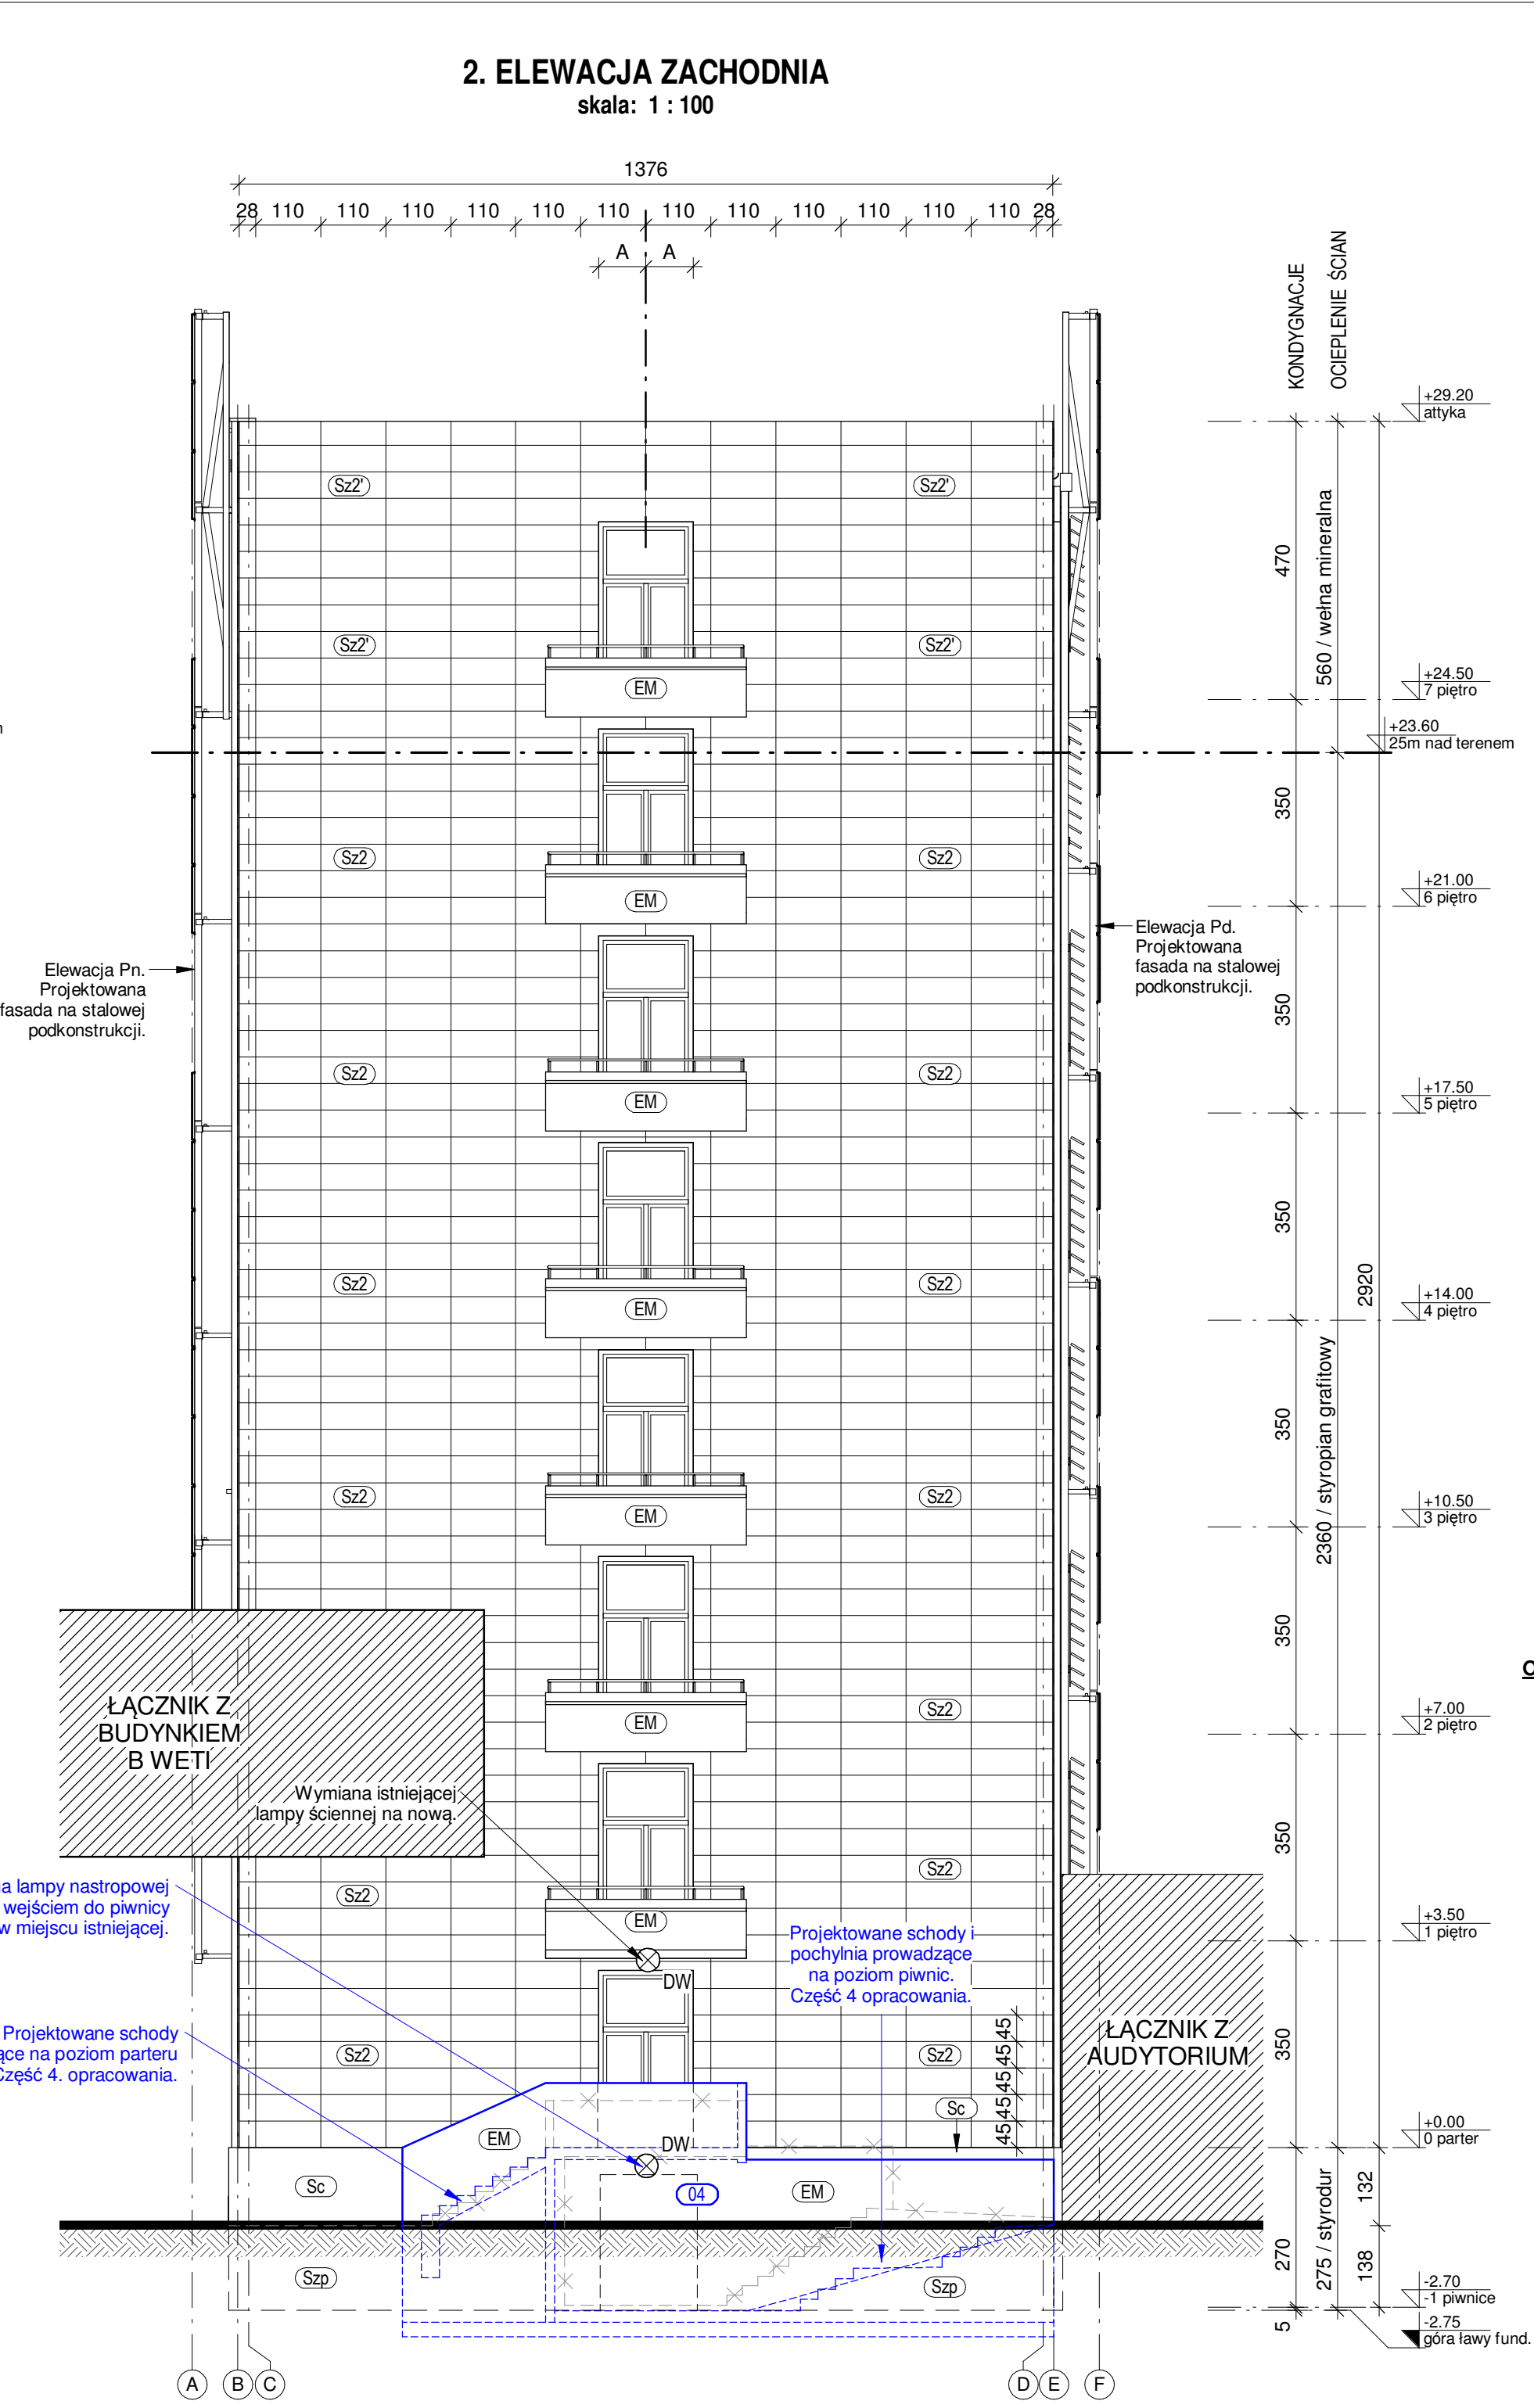 2. ELEWACJA ZACHODNIA
skala: 1 : 100
1376
28 110 110 110 110 110 110 110 110 110 110 110 110 28
A A
KONDYGNACJE
OCIEPLENIE ŚCIAN
+29.20
attyka
Sz2' Sz2'
470
560 / wełna mineralna
Sz2' Sz2'
EM
+24.50
7 piętro
+23.60
25m nad terenem
350
Sz2 Sz2
EM
+21.00
6 piętro
Elewacja Pn.
Projektowana
fasada na stalowej
podkonstrukcji.
Elewacja Pd.
Projektowana
fasada na stalowej
podkonstrukcji.
350
Sz2 Sz2
EM
+17.50
5 piętro
350
Sz2 Sz2
EM
2920
+14.00
4 piętro
350
2360 / styropian grafitowy
Sz2 Sz2
EM
+10.50
3 piętro
350
ŁĄCZNIK Z
BUDYNKIEM
B WETI
Sz2
EM
+7.00
2 piętro
Wymiana istniejącej
lampy ściennej na nową.
350
Sz2
Sz2
EM
+3.50
1 piętro
lampy nastropowej
wejściem do piwnicy
w miejscu istniejącej.
DW
Projektowane schody i
pochylnia prowadzące
na poziom piwnic.
Część 4 opracowania.
Projektowane schody
na poziom parteru
Część 4. opracowania.
Sz2 Sz2
45 45 45 45 45
350
ŁĄCZNIK Z
AUDYTORIUM
Sc
EM
DW
+0.00
0 parter
Sc
04
EM
132
270
275 / styrodur
138
Szp Szp
-2.70
-1 piwnice
5
-2.75
góra ławy fund.
A B C D E F